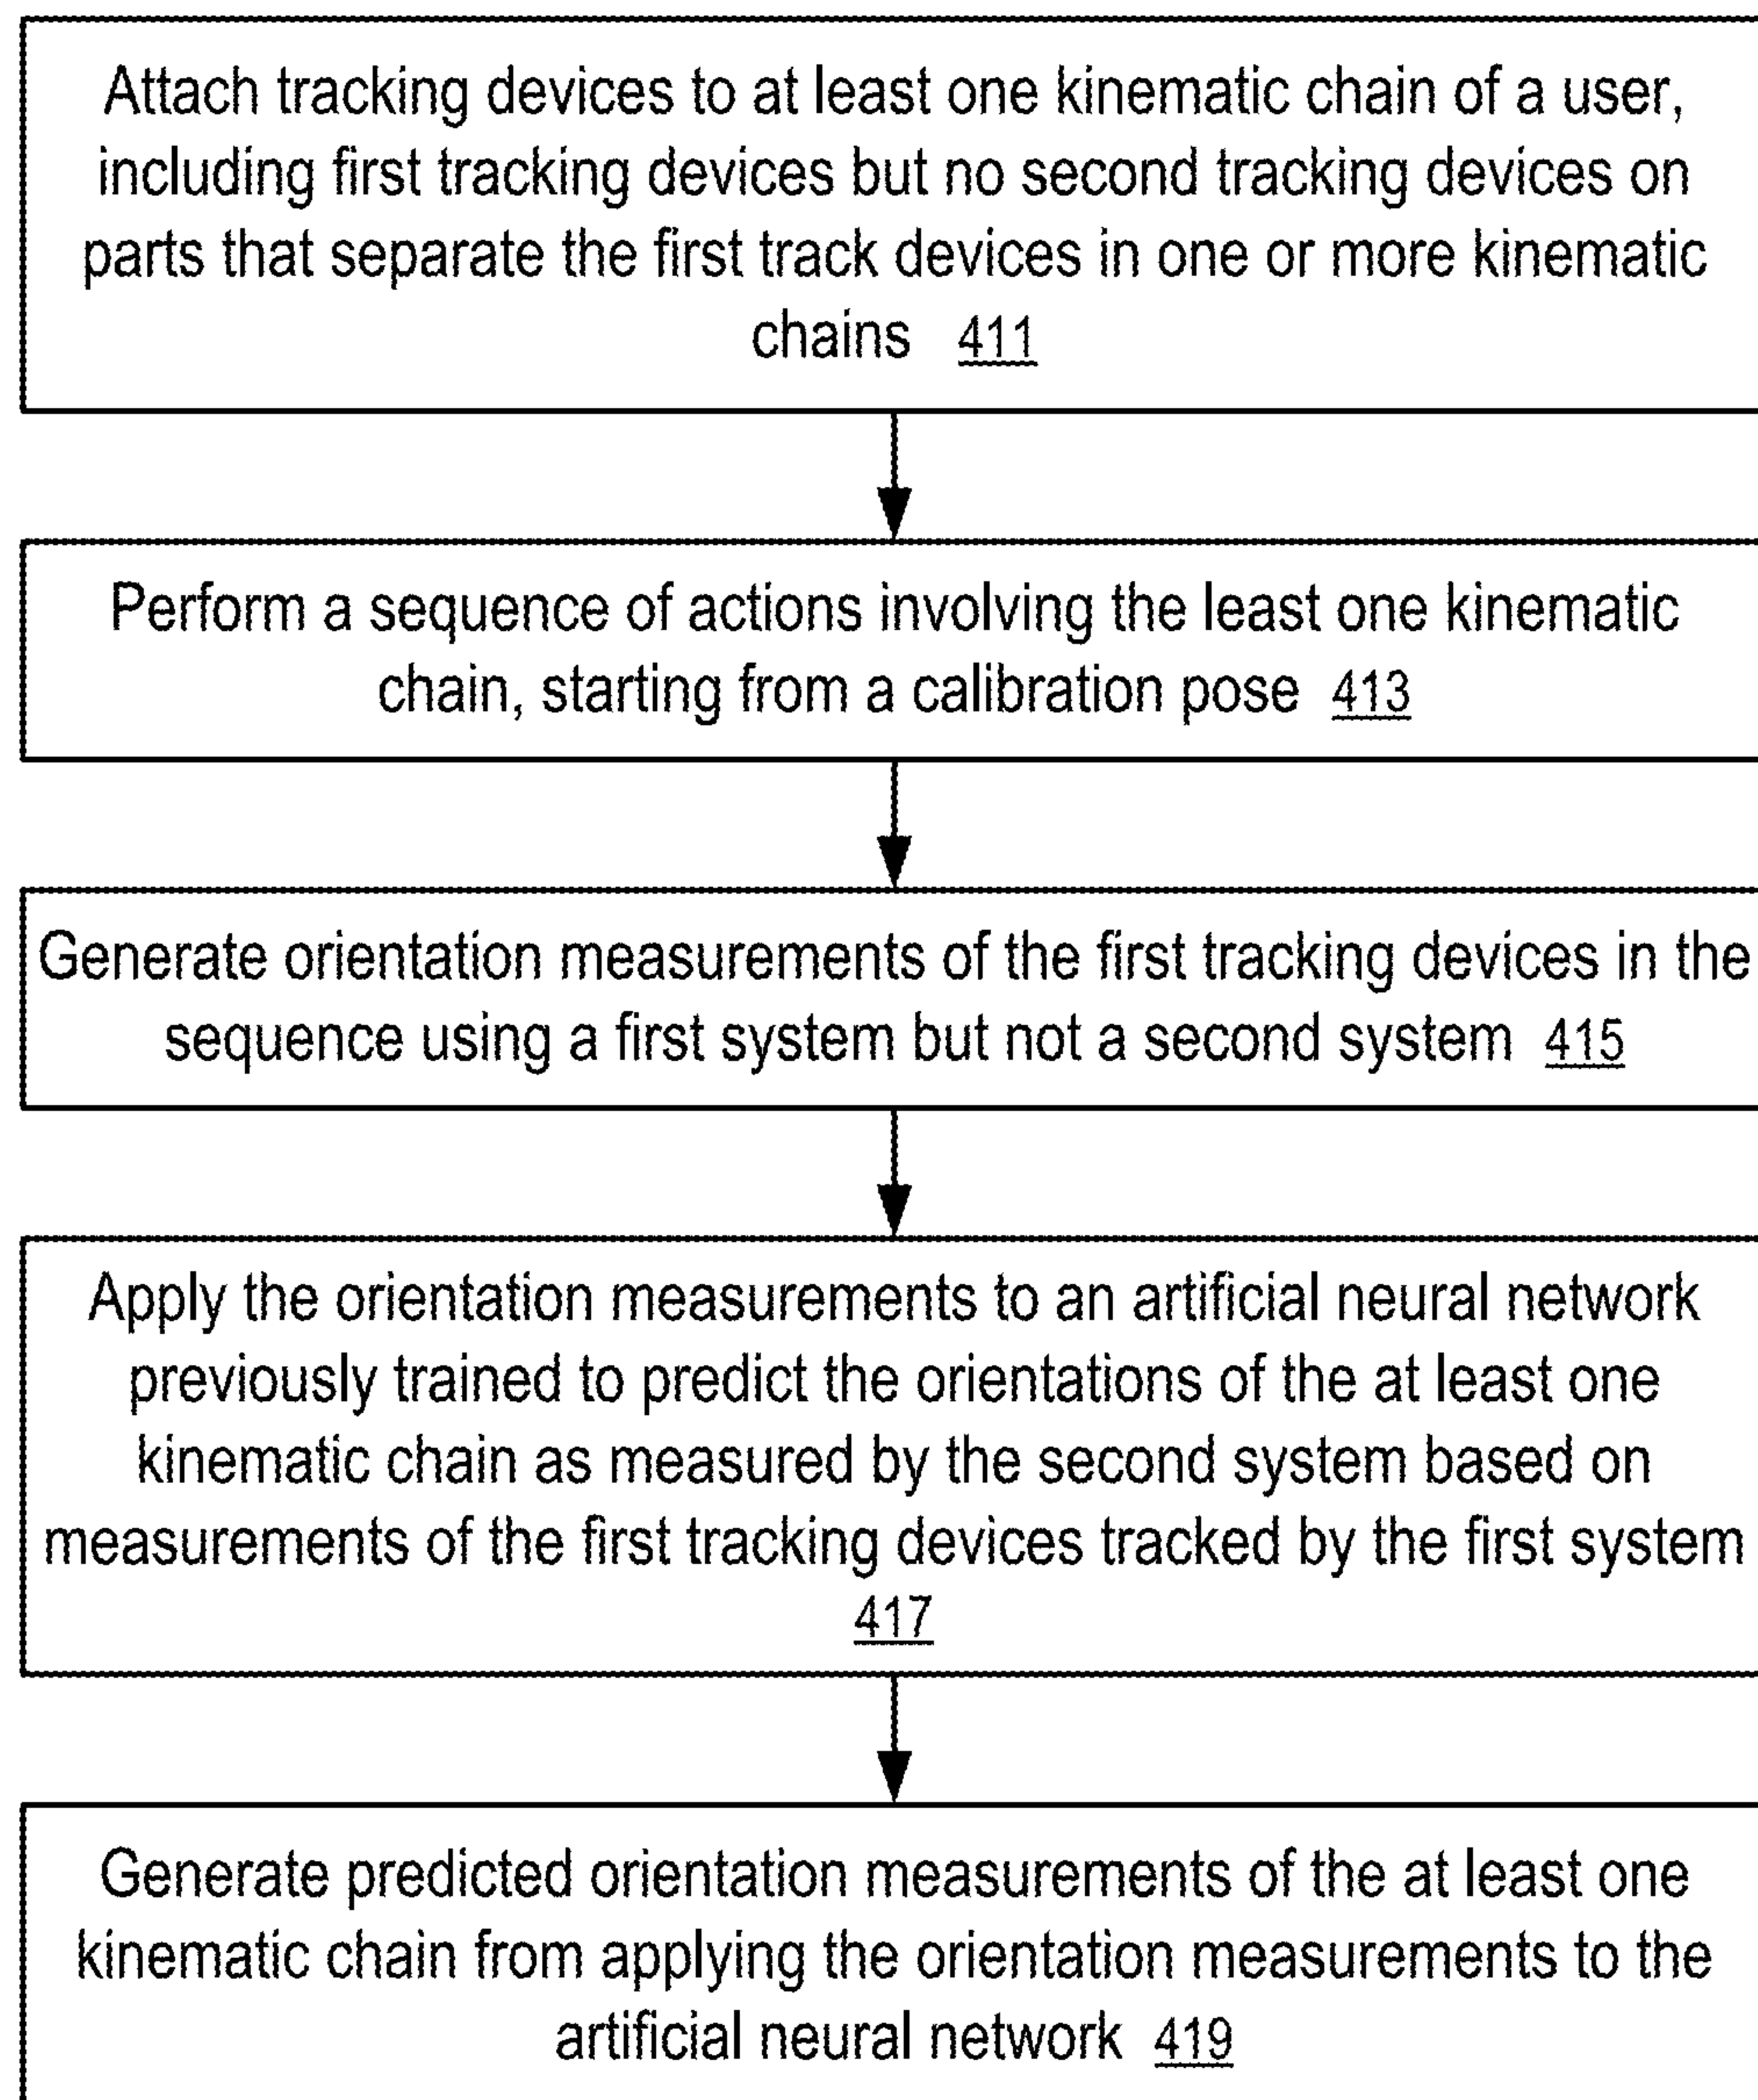 Attach tracking devices to at least one kinematic chain of a user,
including first tracking devices but no second tracking devices on
parts that separate the first track devices in one or more kinematic
chains 411
Perform a sequence of actions involving the least one kinematic
chain, starting from a calibration pose 413
Generate orientation measurements of the first tracking devices in the
sequence using a first system but not a second system 415
Apply the orientation measurements to an artificial neural network
previously trained to predict the orientations of the at least one
kinematic chain as measured by the second system based on
measurements of the first tracking devices tracked by the first system
417
Generate predicted orientation measurements of the at least one
kinematic chain from applying the orientation measurements to the
artificial neural network 419